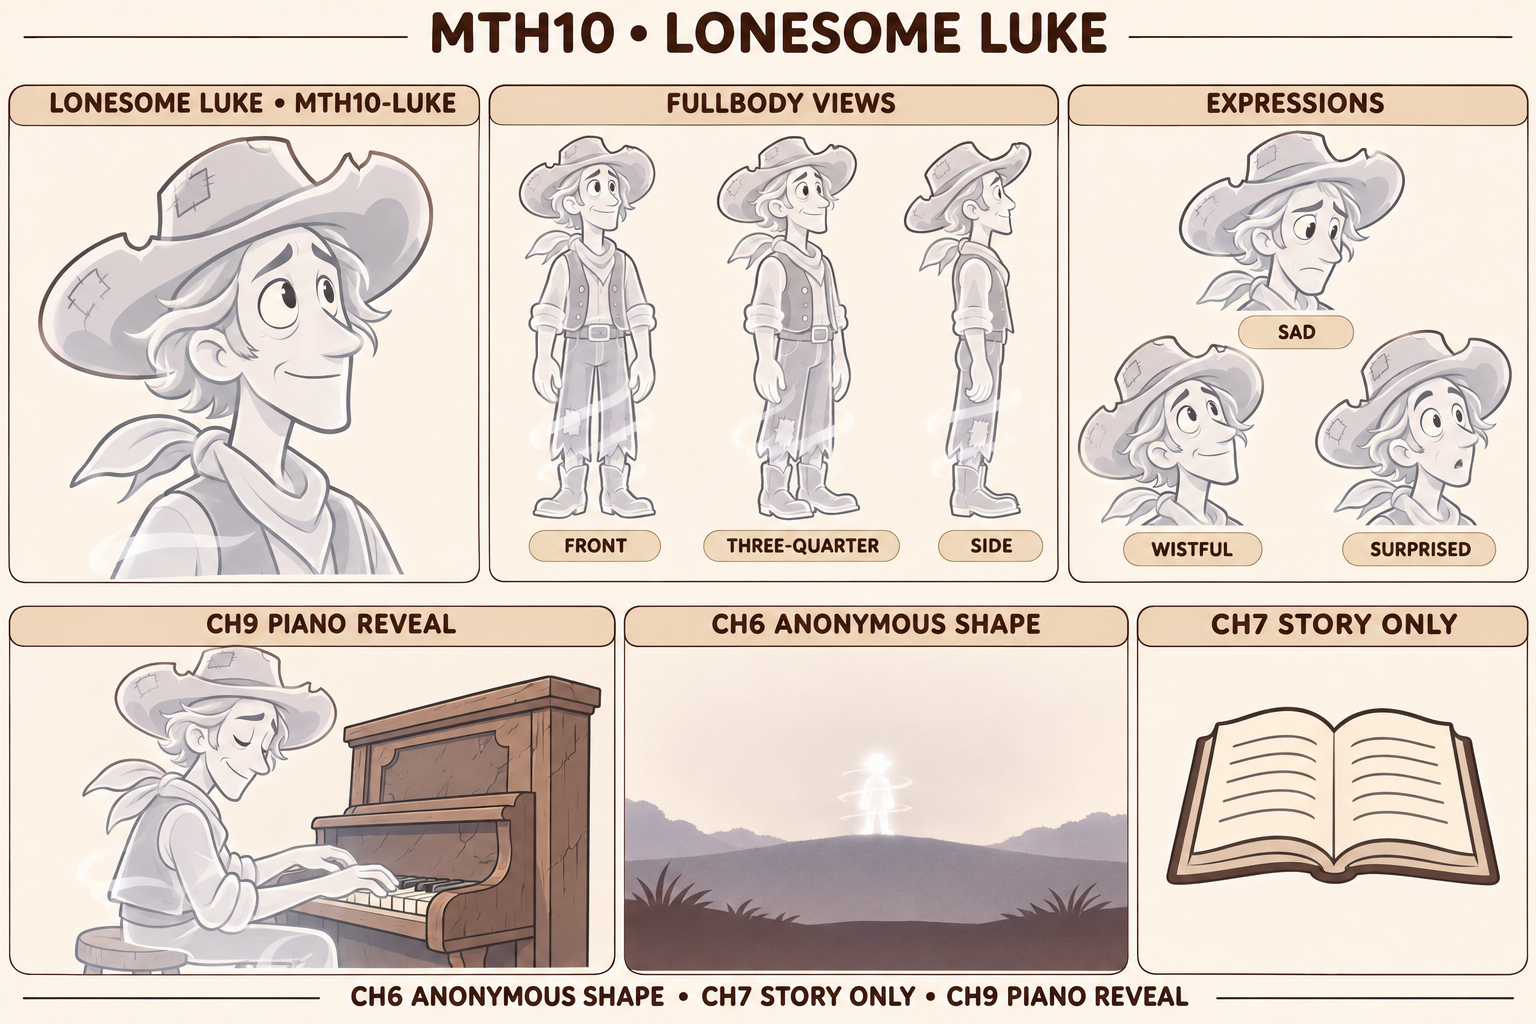 MTH10 • LONESOME LUKE
LONESOME LUKE • MTH10-LUKE
FULLBODY VIEWS
EXPRESSIONS
FRONT
THREE-QUARTER
SIDE
SAD
WISTFUL
SURPRISED
CH9 PIANO REVEAL
CH6 ANONYMOUS SHAPE
CH7 STORY ONLY
CH6 ANONYMOUS SHAPE • CH7 STORY ONLY • CH9 PIANO REVEAL